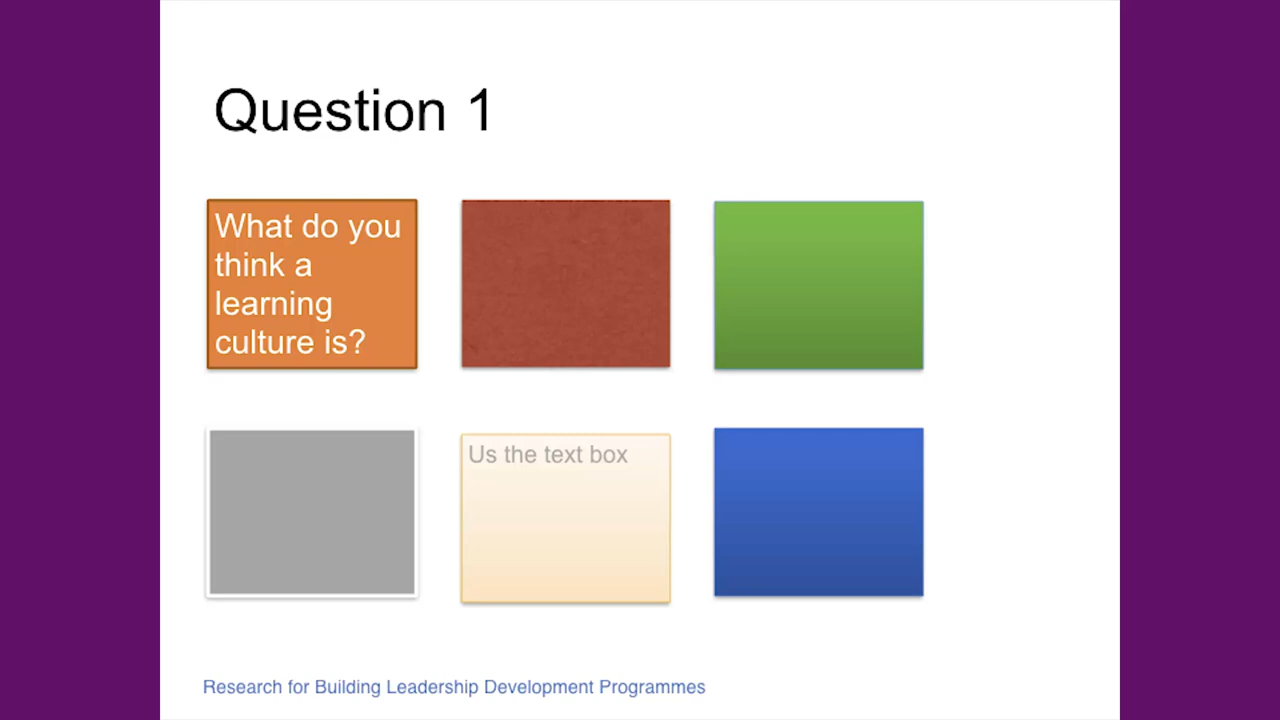 Question 1
What do you
think a
learning
culture is?
Us the text box
Research for Building Leadership Development Programmes